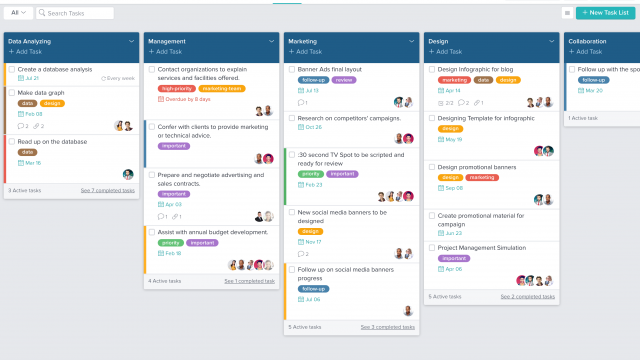 All
Search Tasks
+ New Task List
Data Analyzing
+ Add Task
Create a database analysis
Jul 21
Every week
Make data graph
data
design
Feb 08
2
2
Read up on the database
data
Mar 16
3 Active tasks
See 7 completed tasks
Management
+ Add Task
Contact organizations to explain
services and facilities offered.
high-priority
marketing-team
Overdue by 8 days
Confer with clients to provide marketing
or technical advice.
important
Prepare and negotiate advertising and
sales contracts.
important
Apr 03
1
1
Assist with annual budget development.
priority
important
Feb 18
4 Active tasks
See 1 completed task
Marketing
+ Add Task
Banner Ads final layout
follow-up
review
Jul 13
1
Research on competitors' campaigns.
Oct 26
:30 second TV Spot to be scripted and
ready for review
priority
important
Feb 23
New social media banners to be
designed
design
Nov 17
2
Follow up on social media banners
progress
follow-up
Jul 06
5 Active tasks
See 3 completed tasks
Design
+ Add Task
Design Infographic for blog
marketing
data
design
Apr 14
2/2
2
1
Designing Template for infographic
design
May 19
Design promotional banners
design
marketing
Sep 08
Create promotional material for
campaign
Jun 23
Project Management Simulation
important
Apr 06
5 Active tasks
See 2 completed tasks
Collaboration
+ Add Task
Follow up with the spo
follow-up
Mar 20
1 Active task